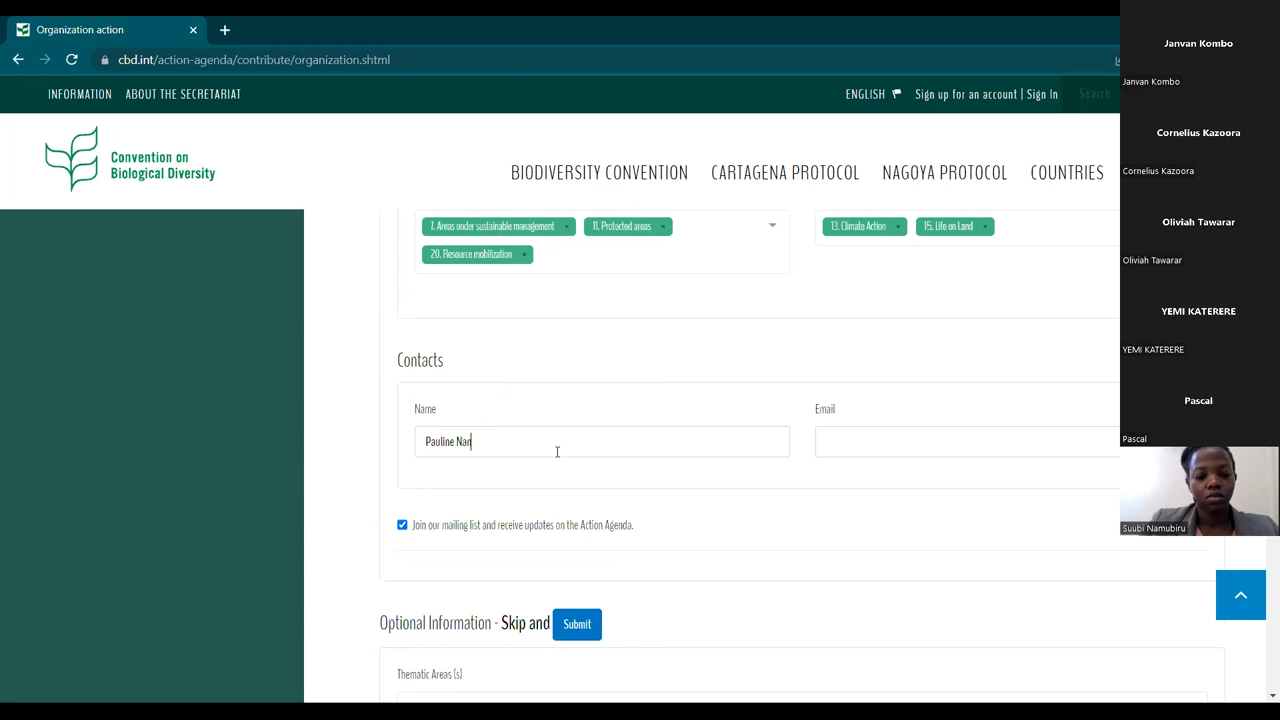 Organization action
cbd.int/action-agenda/contribute/organization.shtml
INFORMATION ABOUT THE SECRETARIAT
ENGLISH Sign up for an account | Sign In Search
Convention on
Biological Diversity
BIODIVERSITY CONVENTION CARTAGENA PROTOCOL NAGOYA PROTOCOL COUNTRIES
7. Areas under sustainable management × 11. Protected areas ×
20. Resource mobilization ×
13. Climate Action × 15. Life on Land ×
Contacts
Name
Pauline Nan
Email
Join our mailing list and receive updates on the Action Agenda.
Optional Information - Skip and Submit
Thematic Areas (s)
Janvan Kombo
Janvan Kombo
Cornelius Kazoora
Cornelius Kazoora
Oliviah Tawarar
Oliviah Tawarar
YEMI KATERERE
YEMI KATERERE
Pascal
Pascal
Suubi Namubiru